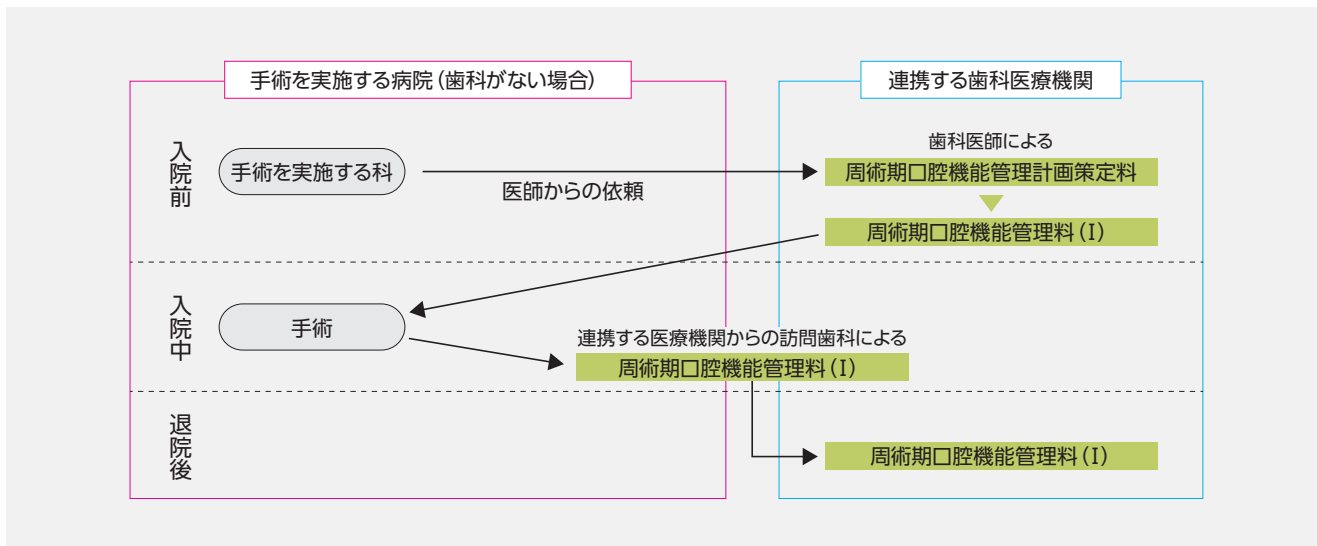 手術を実施する病院(歯科がない場合)
連携する歯科医療機関
入院前
手術を実施する科
医師からの依頼
歯科医師による
周術期口腔機能管理計画策定料
周術期口腔機能管理料(I)
入院中
手術
連携する医療機関からの訪問歯科による
周術期口腔機能管理料(I)
退院後
周術期口腔機能管理料(I)